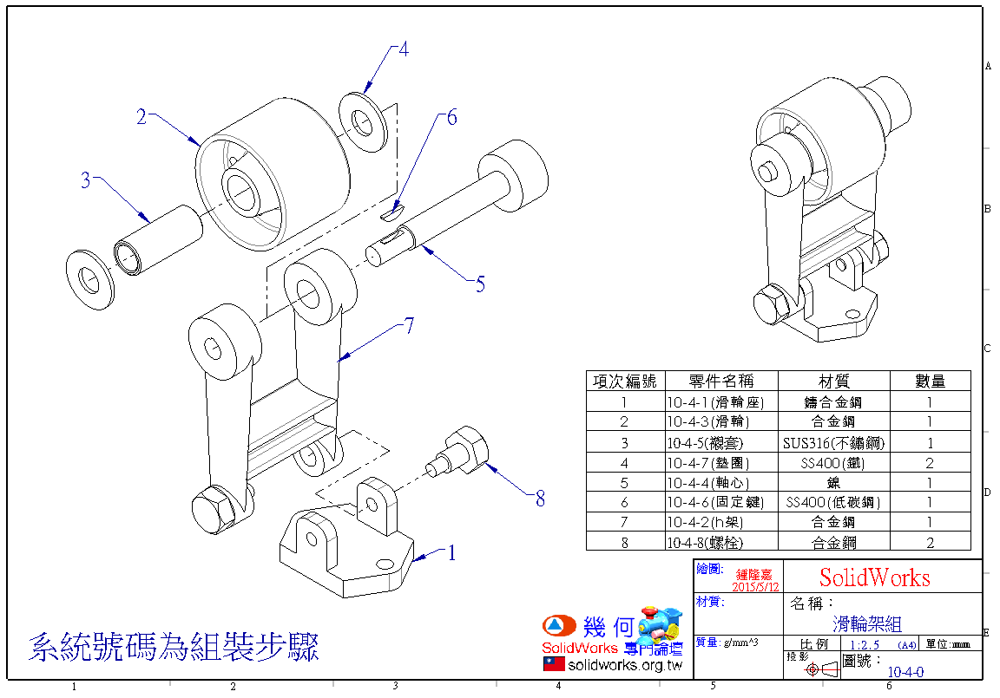 4
2
6
3
5
7
8
1
A
B
C
D
E
項次編號 零件名稱 材質 數量
1 10-4-1(滑輪座) 鑄合金鋼 1
2 10-4-3(滑輪) 合金鋼 1
3 10-4-5(襯套) SUS316(不鏽鋼) 1
4 10-4-7(墊圈) SS400(鐵) 2
5 10-4-4(軸心) 鎳 1
6 10-4-6(固定鍵) SS400(低碳鋼) 1
7 10-4-2(h架) 合金鋼 1
8 10-4-8(螺栓) 合金鋼 2
繪圖: 鍾隆嘉
2015/5/12
SolidWorks
材質:
名稱：
滑輪架組
質量: g/mm^3
比例 1:2.5 (A4) 單位:mm
投影
圖號：
10-4-0
系統號碼為組裝步驟
幾何
SolidWorks 專門論壇
solidworks.org.tw
1 2 3 4 5 6